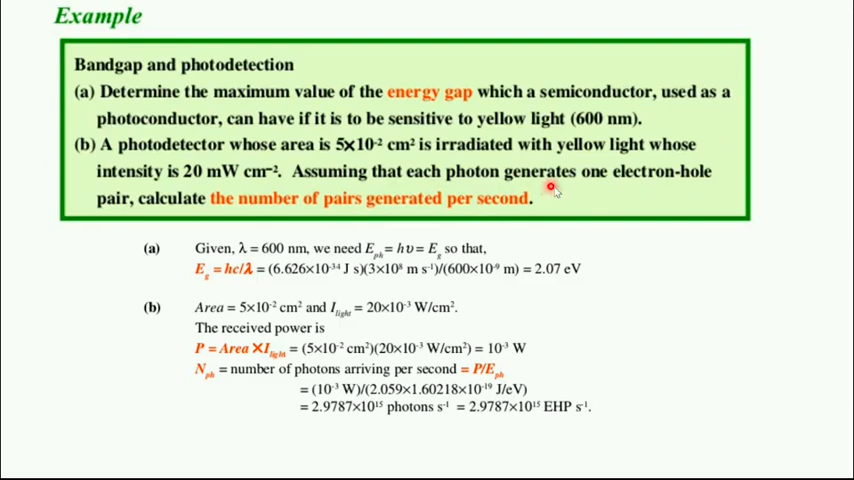 Example
Bandgap and photodetection
(a) Determine the maximum value of the energy gap which a semiconductor, used as a
photoconductor, can have if it is to be sensitive to yellow light (600 nm).
(b) A photodetector whose area is 5×10⁻² cm² is irradiated with yellow light whose
intensity is 20 mW cm⁻². Assuming that each photon generates one electron-hole
pair, calculate the number of pairs generated per second.
(a) Given, λ = 600 nm, we need E_ph = hυ = E_g so that,
E_g = hc/λ = (6.626×10⁻³⁴ J s)(3×10⁸ m s⁻¹)/(600×10⁻⁹ m) = 2.07 eV
(b) Area = 5×10⁻² cm² and I_light = 20×10⁻³ W/cm².
The received power is
P = Area ×I_light = (5×10⁻² cm²)(20×10⁻³ W/cm²) = 10⁻³ W
N_ph = number of photons arriving per second = P/E_ph
= (10⁻³ W)/(2.059×1.60218×10⁻¹⁹ J/eV)
= 2.9787×10¹⁵ photons s⁻¹ = 2.9787×10¹⁵ EHP s⁻¹.